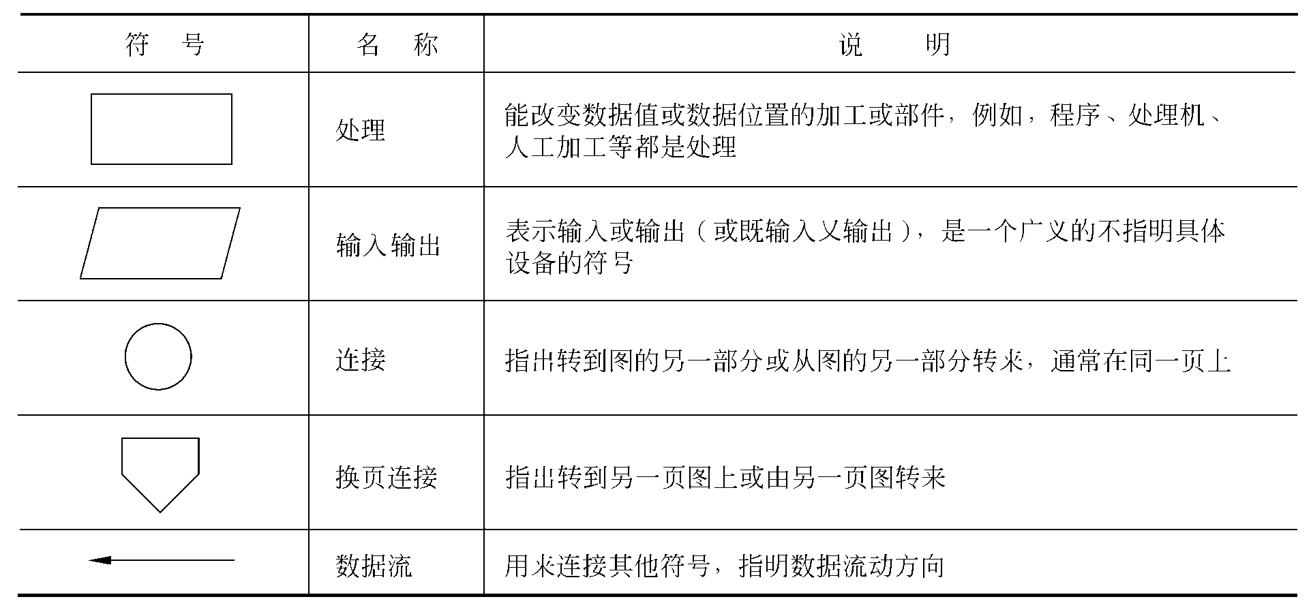 符 号 名 称 说 明
处理
能改变数据值或数据位置的加工或部件，例如，程序、处理机、
人工加工等都是处理
输入输出
表示输入或输出（或既输入又输出），是一个广义的不指明具体
设备的符号
连接
指出转到图的另一部分或从图的另一部分转来，通常在同一页上
换页连接
指出转到另一页图上或由另一页图转来
数据流
用来连接其他符号，指明数据流动方向